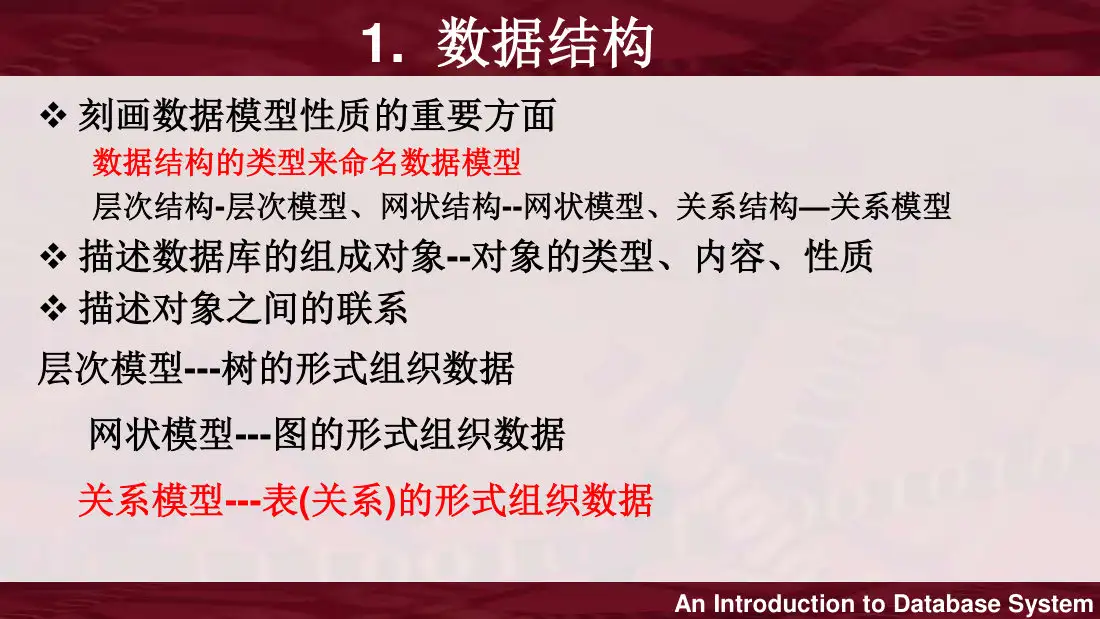 1. 数据结构
❖ 刻画数据模型性质的重要方面
数据结构的类型来命名数据模型
层次结构-层次模型、网状结构--网状模型、关系结构—关系模型
❖ 描述数据库的组成对象--对象的类型、内容、性质
❖ 描述对象之间的联系
层次模型---树的形式组织数据
网状模型---图的形式组织数据
关系模型---表(关系)的形式组织数据
An Introduction to Database System